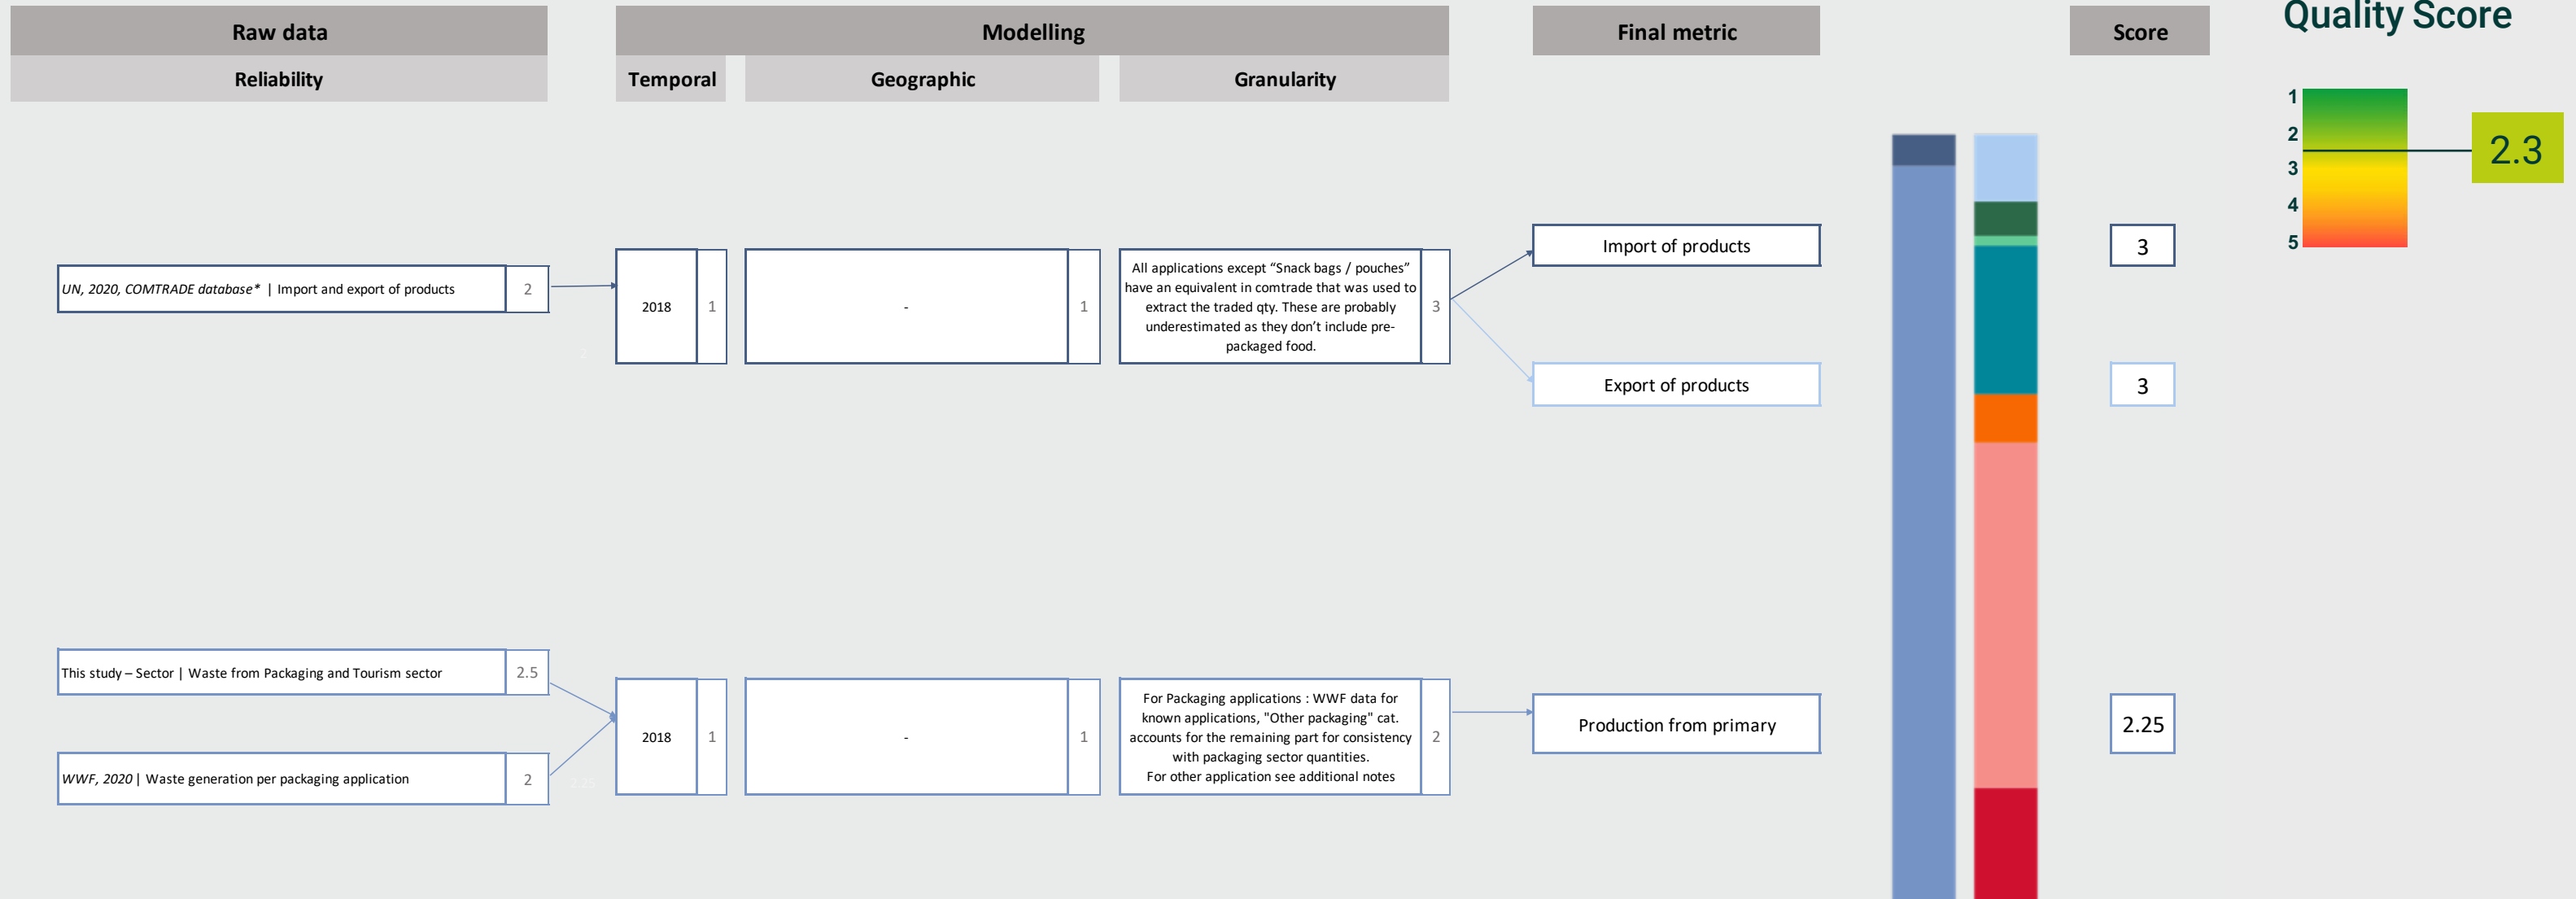 Raw data
Modelling
Final metric
Score
Quality Score
Reliability
Temporal
Geographic
Granularity
1
2
3
4
5
2.3
UN, 2020, COMTRADE database* | Import and export of products
2
2
2018
1
-
1
All applications except “Snack bags / pouches”
have an equivalent in comtrade that was used to
extract the traded qty. These are probably
underestimated as they don’t include pre-
packaged food.
3
Import of products
3
Export of products
3
This study – Sector | Waste from Packaging and Tourism sector
2.5
WWF, 2020 | Waste generation per packaging application
2
2.25
2018
1
-
1
For Packaging applications : WWF data for
known applications, "Other packaging" cat.
accounts for the remaining part for consistency
with packaging sector quantities.
For other application see additional notes
2
Production from primary
2.25